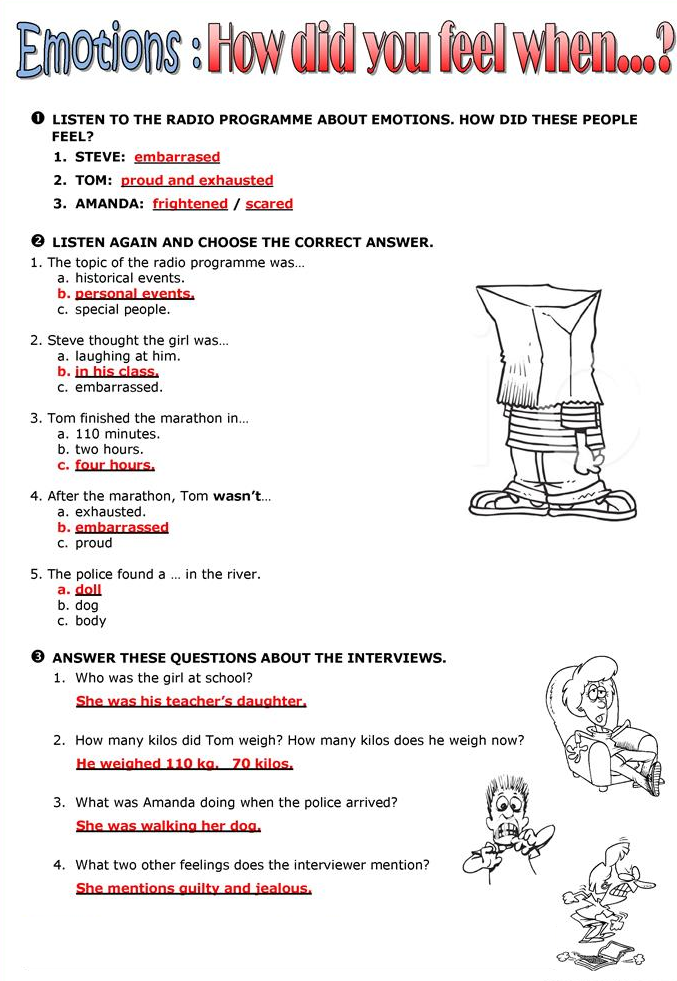 Emotions : How did you feel when...?
❶ LISTEN TO THE RADIO PROGRAMME ABOUT EMOTIONS. HOW DID THESE PEOPLE
FEEL?
1. STEVE: embarrased
2. TOM: proud and exhausted
3. AMANDA: frightened / scared
❷ LISTEN AGAIN AND CHOOSE THE CORRECT ANSWER.
1. The topic of the radio programme was...
a. historical events.
b. personal events.
c. special people.
2. Steve thought the girl was...
a. laughing at him.
b. in his class.
c. embarrassed.
3. Tom finished the marathon in...
a. 110 minutes.
b. two hours.
c. four hours.
4. After the marathon, Tom wasn't...
a. exhausted.
b. embarrassed
c. proud
5. The police found a ... in the river.
a. doll
b. dog
c. body
❸ ANSWER THESE QUESTIONS ABOUT THE INTERVIEWS.
1. Who was the girl at school?
She was his teacher's daughter.
2. How many kilos did Tom weigh? How many kilos does he weigh now?
He weighed 110 kg. 70 kilos.
3. What was Amanda doing when the police arrived?
She was walking her dog.
4. What two other feelings does the interviewer mention?
She mentions guilty and jealous.